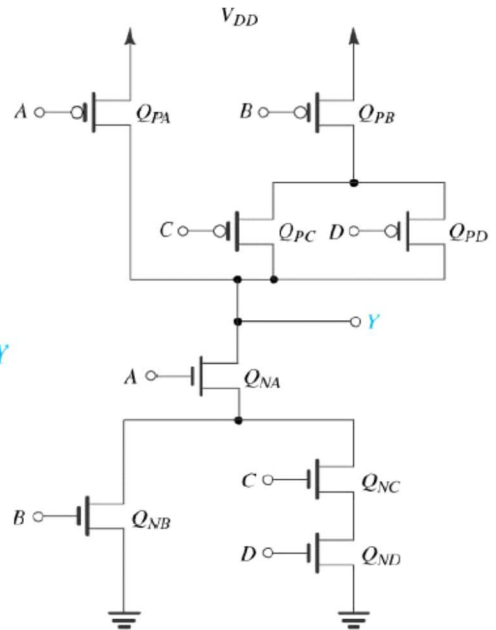 V_DD
A Q_PA B Q_PB
C Q_PC D Q_PD
Y
Y
A Q_NA
C Q_NC
B Q_NB
D Q_ND